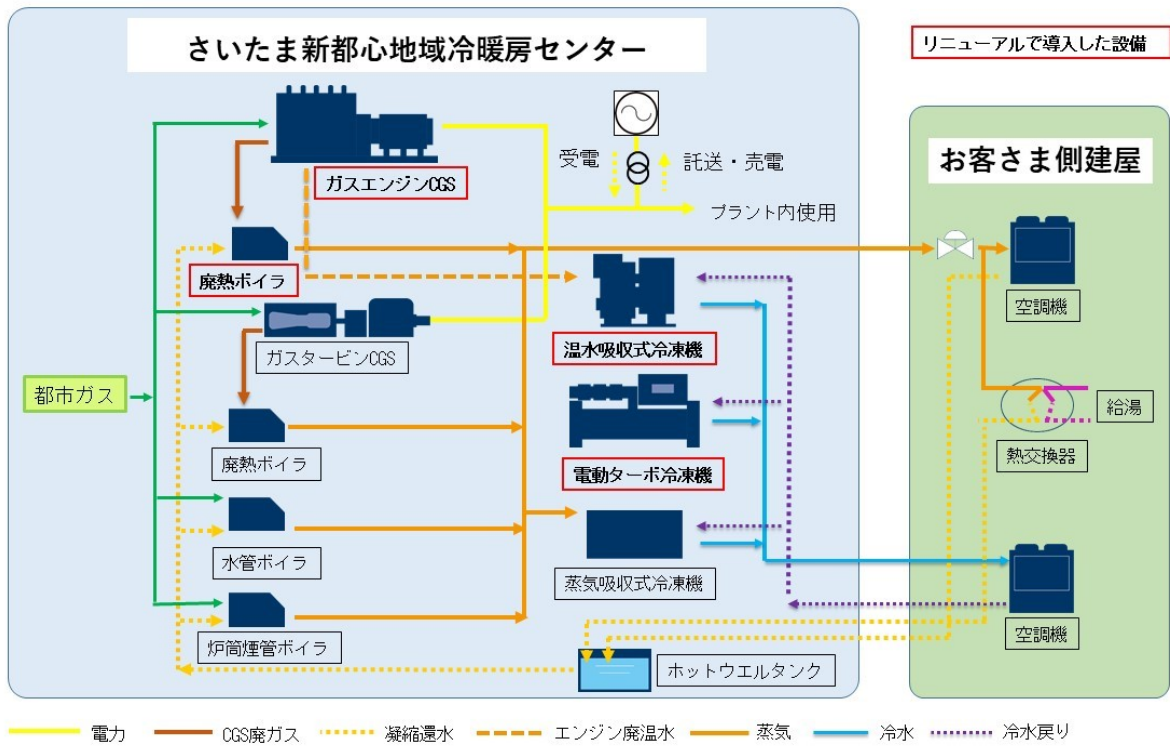 さいたま新都心地域冷暖房センター
リニューアルで導入した設備
お客さま側建屋
受電
託送・売電
ガスエンジンCGS
プラント内使用
廃熱ボイラ
空調機
ガスタービンCGS
温水吸収式冷凍機
都市ガス
給湯
廃熱ボイラ
熱交換器
電動ターボ冷凍機
水管ボイラ
蒸気吸収式冷凍機
炉筒煙管ボイラ
空調機
ホットウエルタンク
電力
CGS廃ガス
凝縮還水
エンジン廃温水
蒸気
冷水
冷水戻り